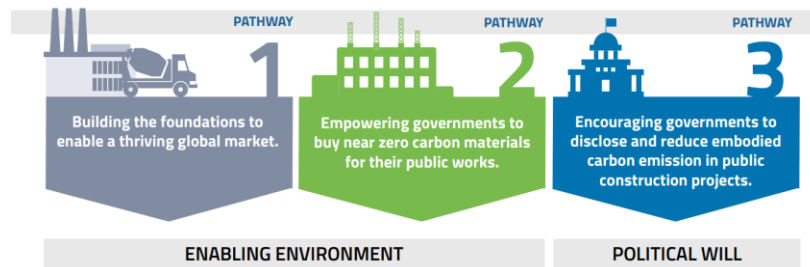 PATHWAY
1
Building the foundations to
enable a thriving global market.
PATHWAY
2
Empowering governments to
buy near zero carbon materials
for their public works.
PATHWAY
3
Encouraging governments to
disclose and reduce embodied
carbon emission in public
construction projects.
ENABLING ENVIRONMENT
POLITICAL WILL